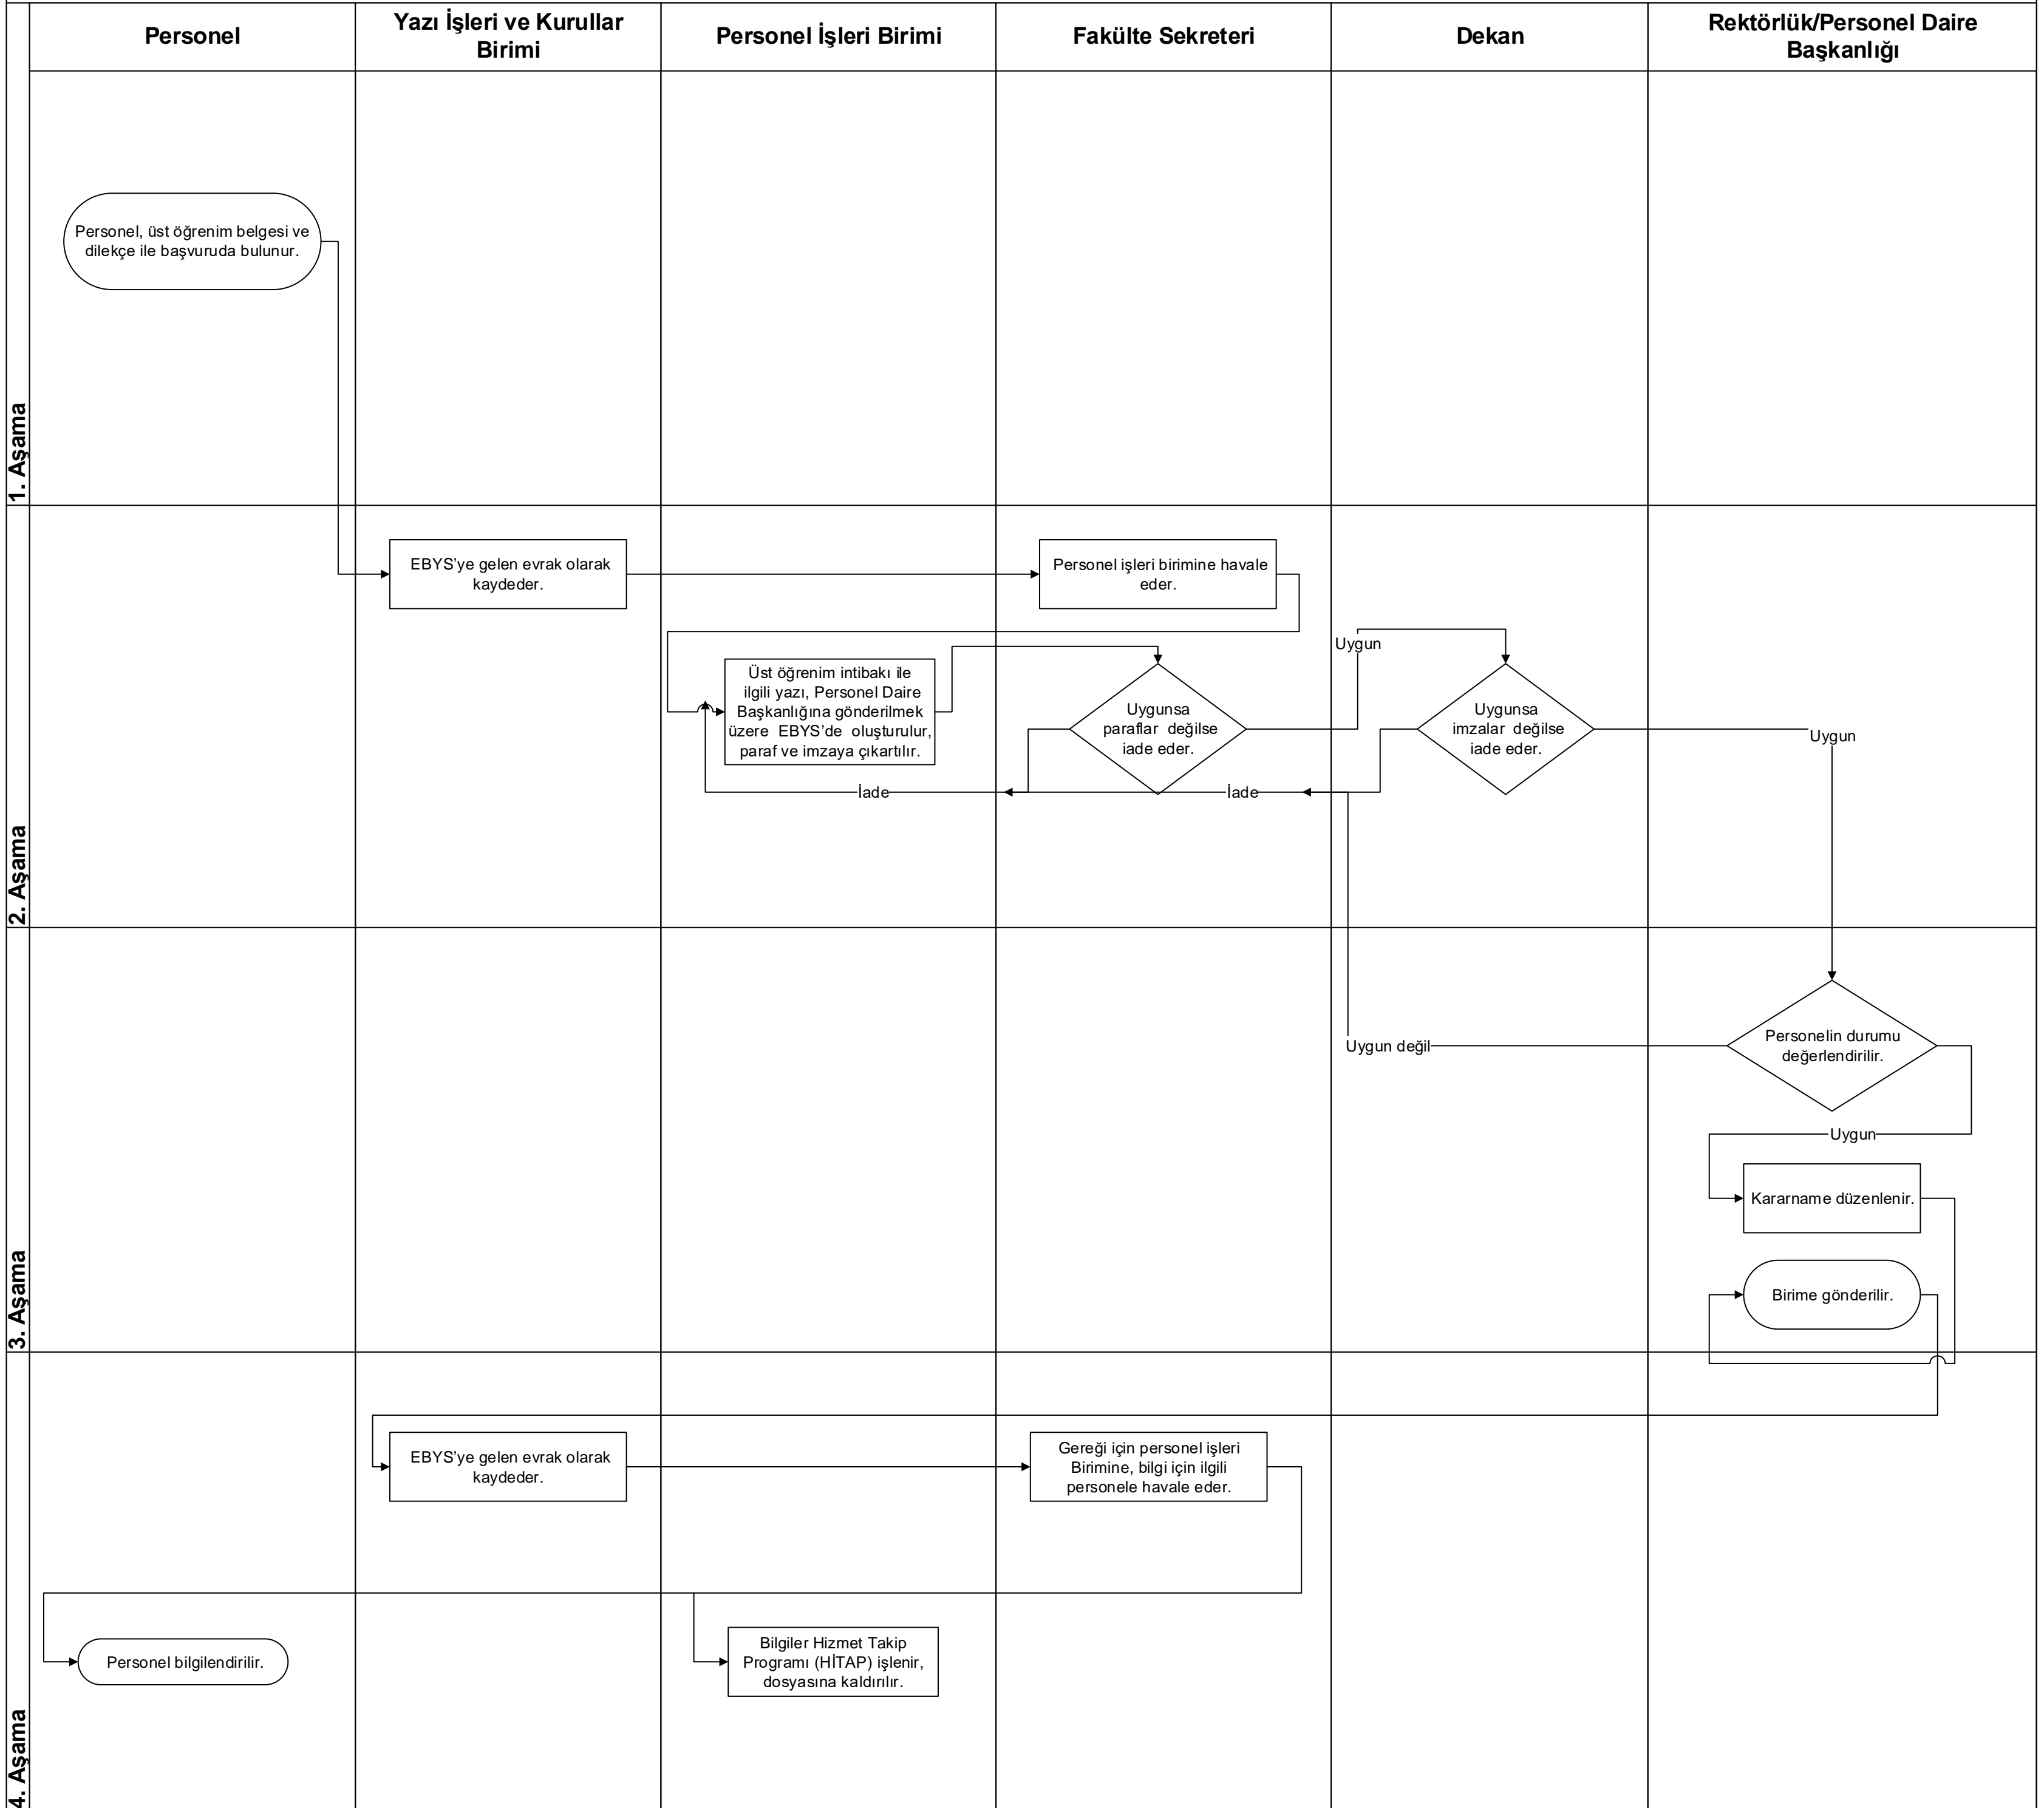 Personel
Yazı İşleri ve Kurullar
Birimi
Personel İşleri Birimi
Fakülte Sekreteri
Dekan
Rektörlük/Personel Daire
Başkanlığı
1. Aşama
Personel, üst öğrenim belgesi ve
dilekçe ile başvuruda bulunur.
2. Aşama
EBYS’ye gelen evrak olarak
kaydeder.
Personel işleri birimine havale
eder.
Üst öğrenim intibakı ile
ilgili yazı, Personel Daire
Başkanlığına gönderilmek
üzere EBYS’de oluşturulur,
paraf ve imzaya çıkartılır.
Uygunsa
paraflar değilse
iade eder.
Uygun
Uygunsa
imzalar değilse
iade eder.
Uygun
İade
İade
3. Aşama
Uygun değil
Personelin durumu
değerlendirilir.
Uygun
Kararname düzenlenir.
Birime gönderilir.
4. Aşama
EBYS’ye gelen evrak olarak
kaydeder.
Gereği için personel işleri
Birimine, bilgi için ilgili
personele havale eder.
Personel bilgilendirilir.
Bilgiler Hizmet Takip
Programı (HİTAP) işlenir,
dosyasına kaldırılır.